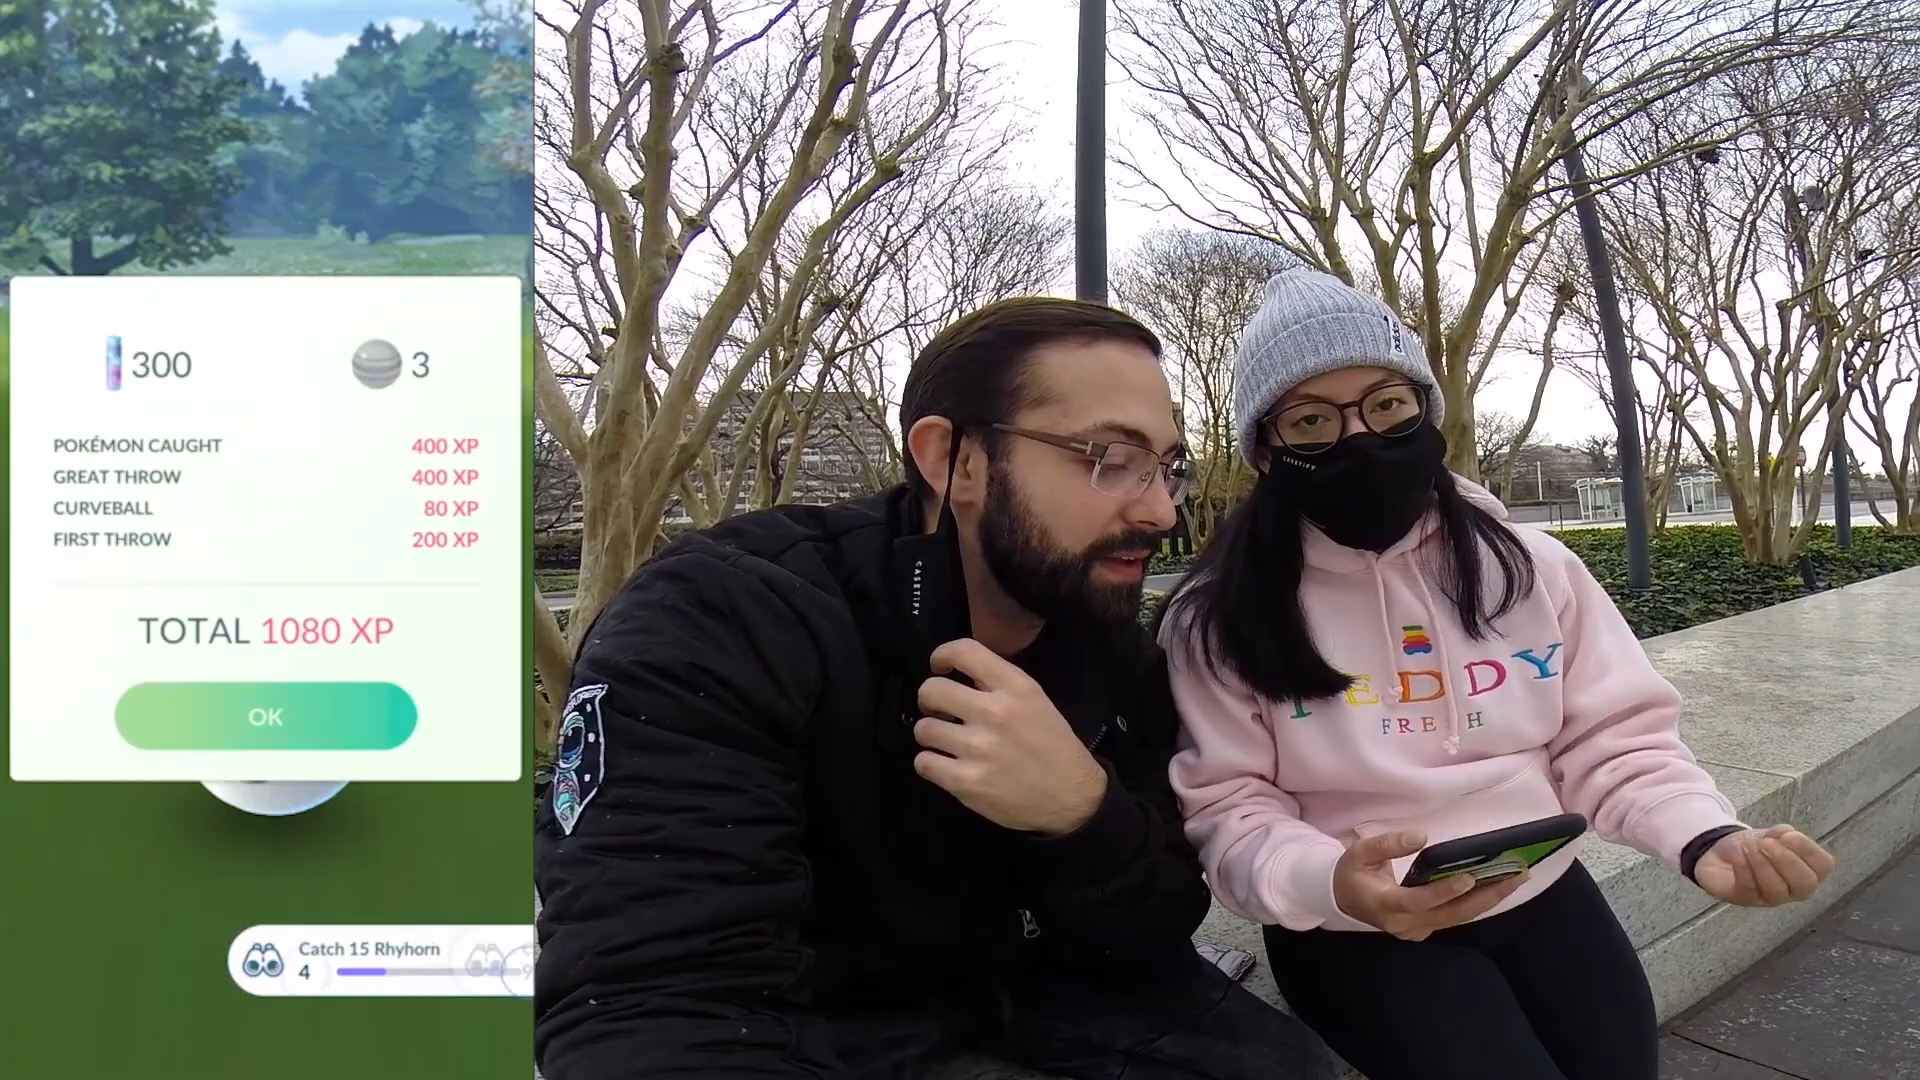 300 3
POKÉMON CAUGHT 400 XP
GREAT THROW 400 XP
CURVEBALL 80 XP
FIRST THROW 200 XP
TOTAL 1080 XP
OK
Catch 15 Rhyhorn
4
CASETiFY
CASETiFY
TEDDY
FRESH